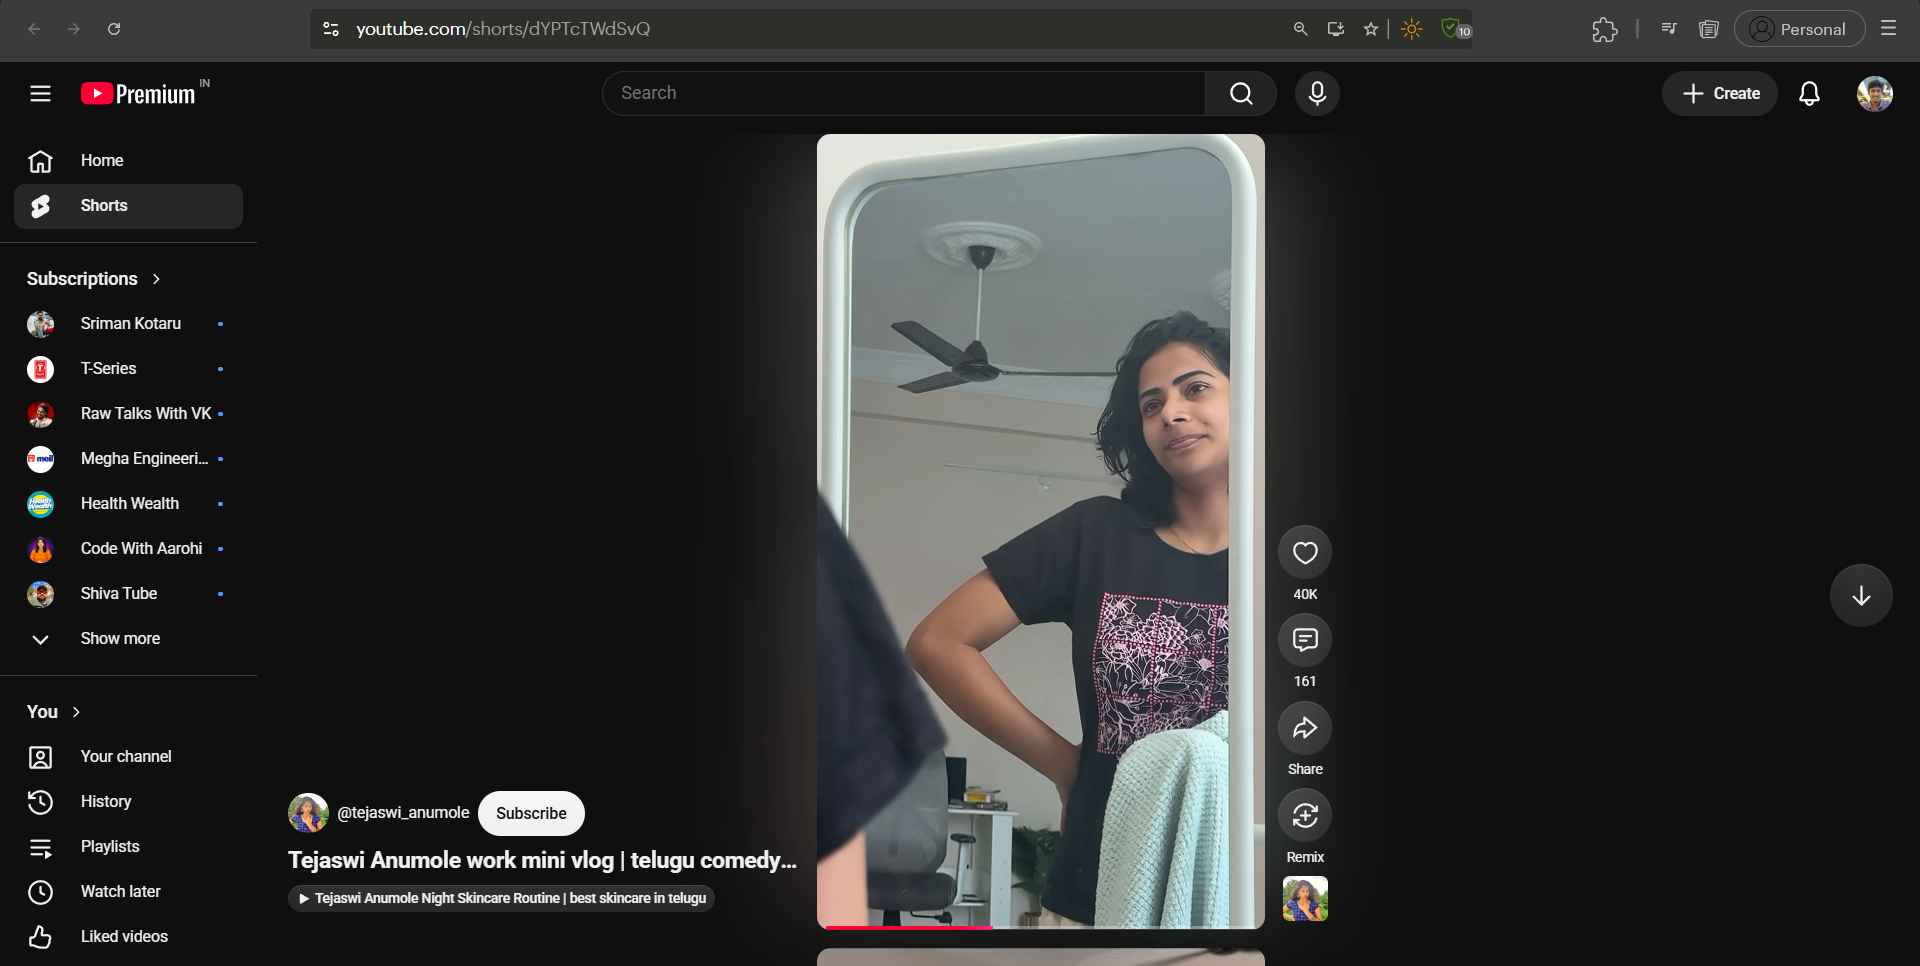 youtube.com/shorts/dYPTcTWdSvQ
10
Personal
Premium IN
Search
Create
Home
Shorts
Subscriptions
Sriman Kotaru
T-Series
Raw Talks With VK
Megha Engineeri...
Health Wealth
Code With Aarohi
Shiva Tube
Show more
You
Your channel
History
Playlists
Watch later
Liked videos
40K
161
Share
Remix
@tejaswi_anumole
Subscribe
Tejaswi Anumole work mini vlog | telugu comedy...
Tejaswi Anumole Night Skincare Routine | best skincare in telugu